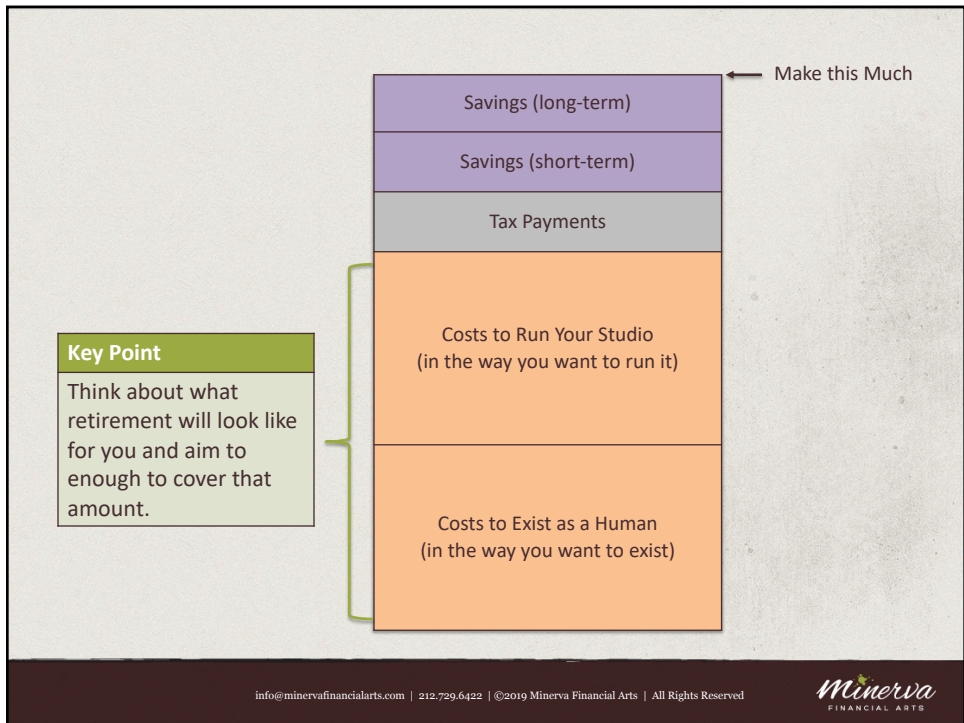 Make this Much
Savings (long-term)
Savings (short-term)
Tax Payments
Costs to Run Your Studio
(in the way you want to run it)
Key Point
Think about what
retirement will look like
for you and aim to
enough to cover that
amount.
Costs to Exist as a Human
(in the way you want to exist)
info@minervafinancialarts.com | 212.729.6422 | ©2019 Minerva Financial Arts | All Rights Reserved
Minerva
FINANCIAL ARTS